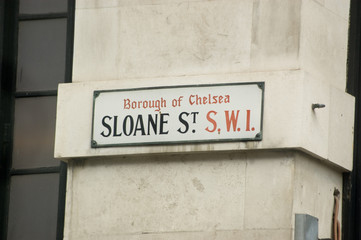 Borough of Chelsea
SLOANE ST S.W.1.